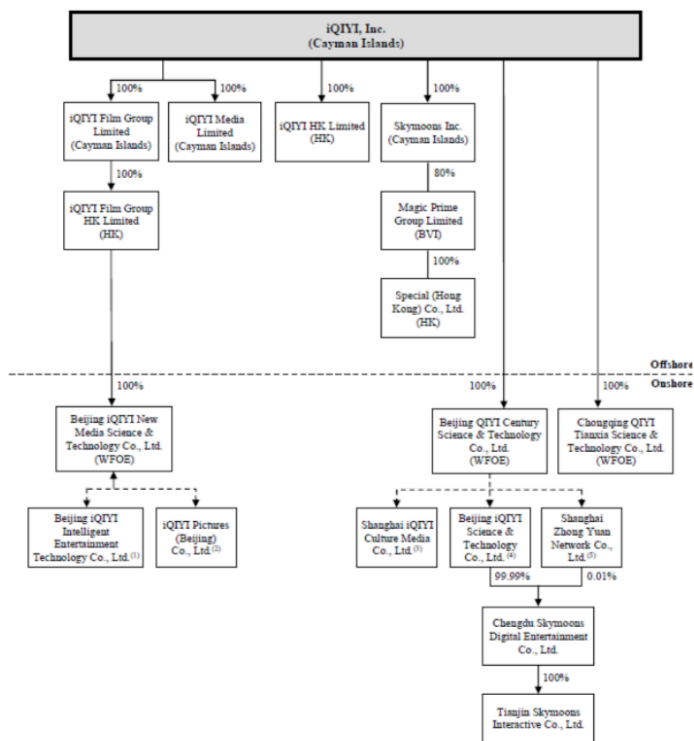 iQIYI, Inc.
(Cayman Islands)
100%
100%
100%
100%
iQIYI Film Group
Limited
(Cayman Islands)
iQIYI Media
Limited
(Cayman Islands)
iQIYI HK Limited
(HK)
Skymoons Inc.
(Cayman Islands)
100%
80%
iQIYI Film Group
HK Limited
(HK)
Magic Prime
Group Limited
(BVI)
100%
Special (Hong
Kong) Co., Ltd.
(HK)
Offshore
Onshore
100%
100%
100%
Beijing iQIYI New
Media Science &
Technology Co., Ltd.
(WFOE)
Beijing QIYI Century
Science & Technology
Co., Ltd.
(WFOE)
Chongqing QIYI
Tianxia Science &
Technology Co., Ltd.
(WFOE)
Beijing iQIYI
Intelligent
Entertainment
Technology Co., Ltd.(1)
iQIYI Pictures
(Beijing)
Co., Ltd.(2)
Shanghai iQIYI
Culture Media
Co., Ltd.(3)
Beijing iQIYI
Science &
Technology
Co., Ltd.(4)
Shanghai
Zhong Yuan
Network Co.,
Ltd.(5)
99.99%
0.01%
Chengdu Skymoons
Digital Entertainment
Co., Ltd.
100%
Tianjin Skymoons
Interactive Co., Ltd.